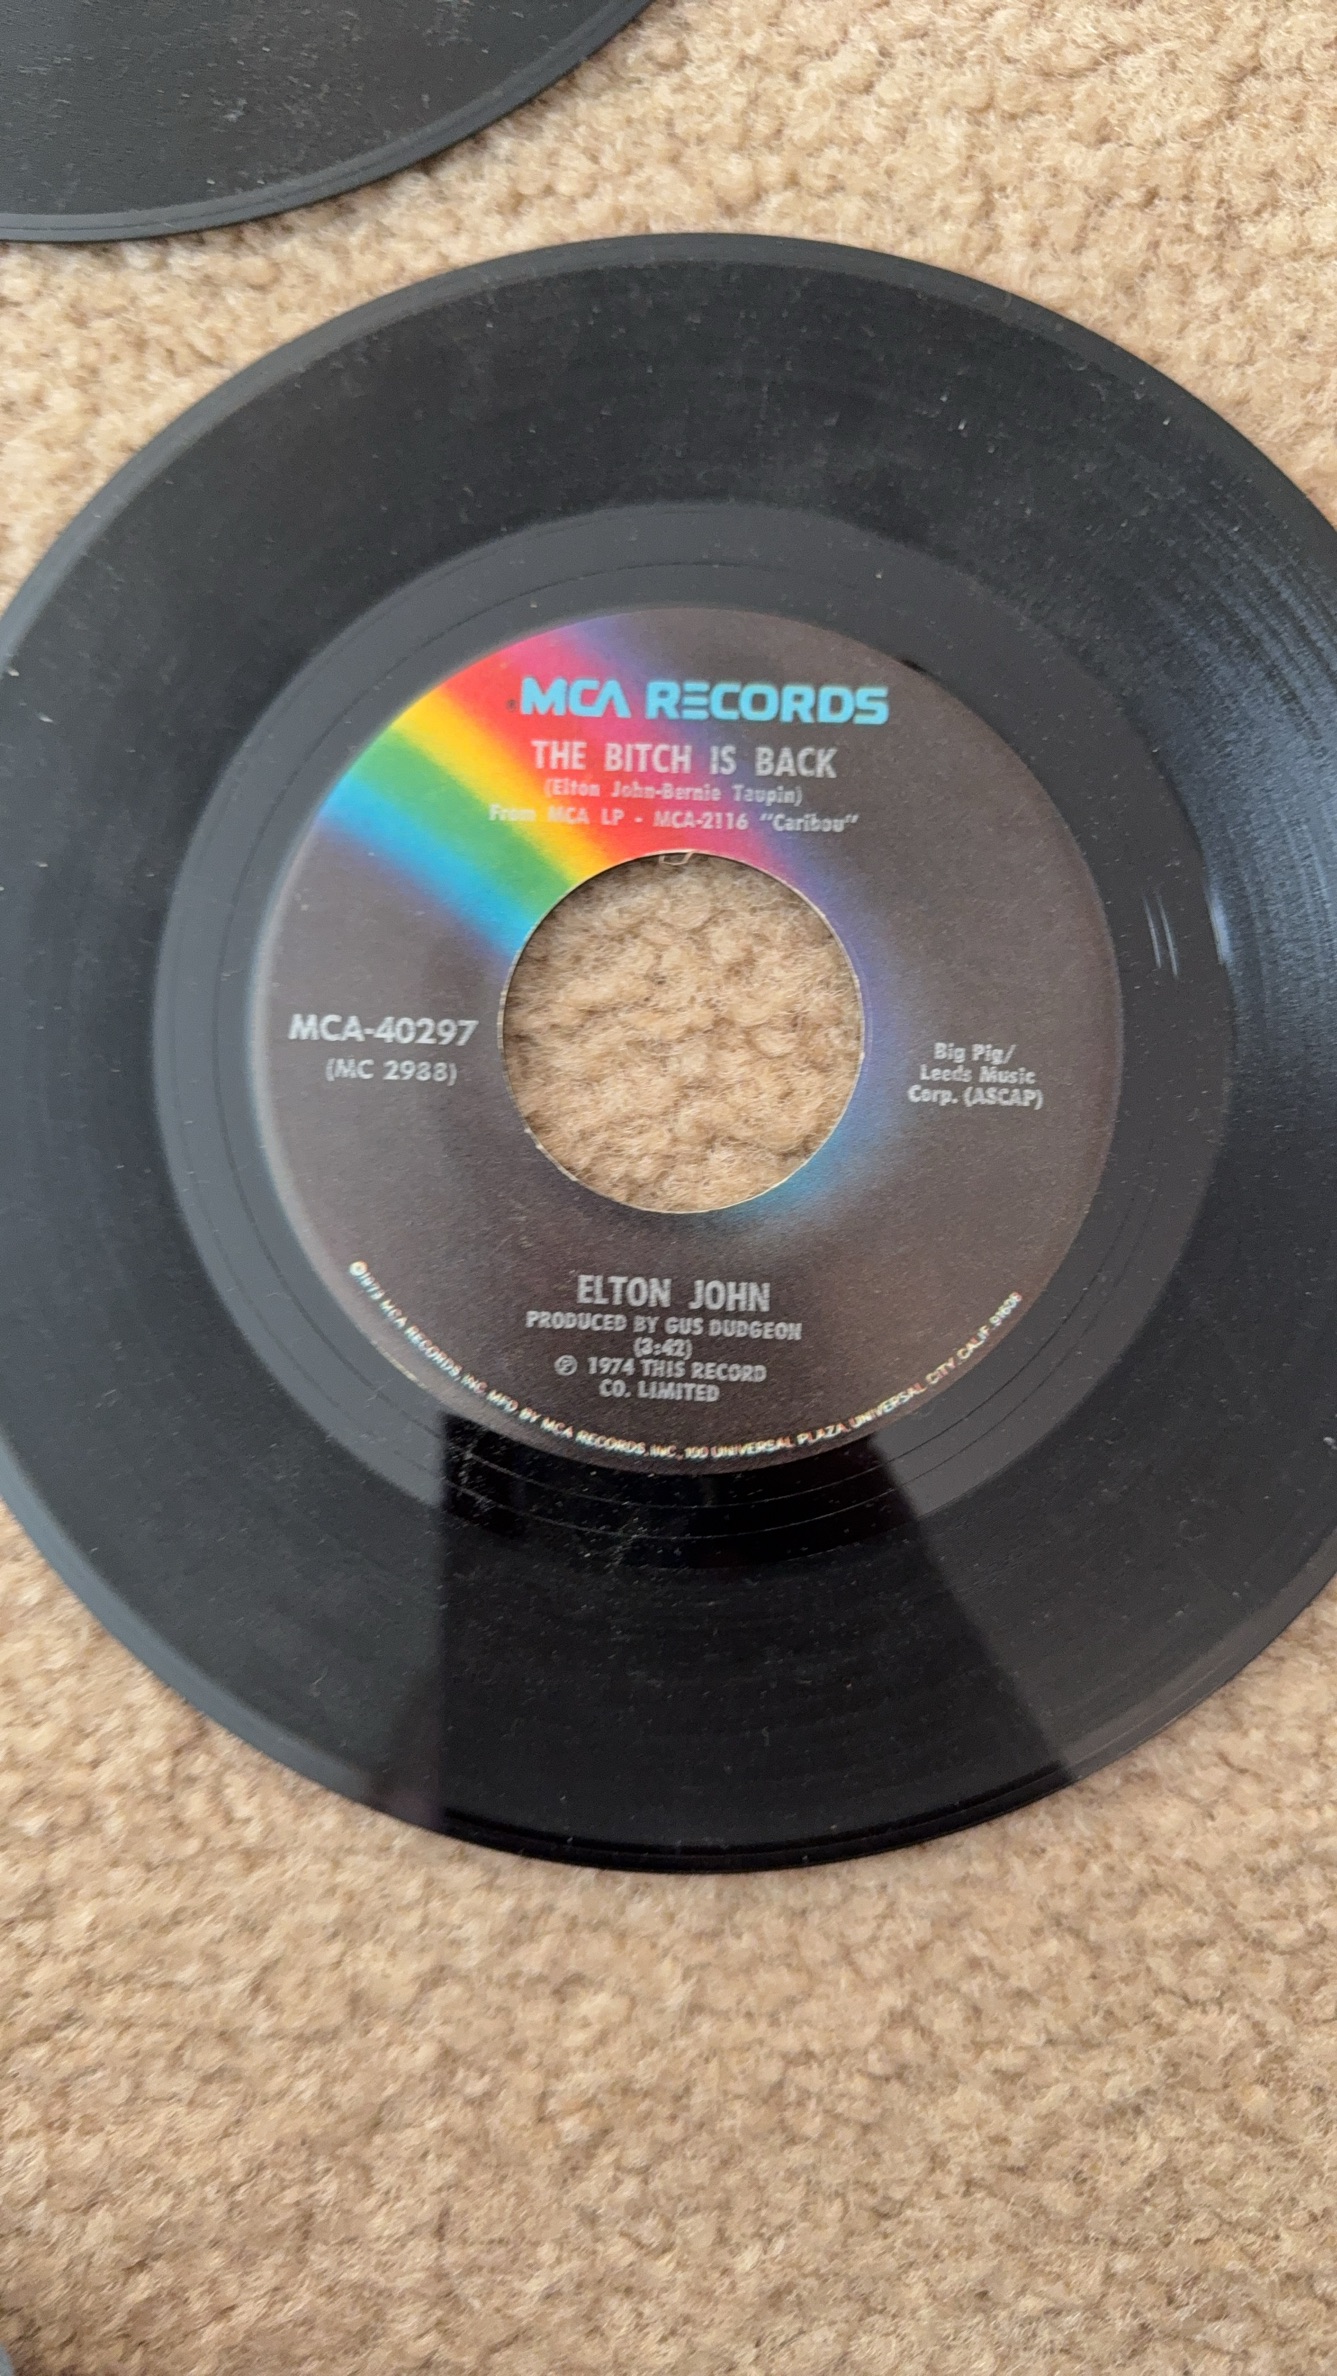 ®MCA RECORDS
THE BITCH IS BACK
(Elton John-Bernie Taupin)
From MCA LP - MCA-2116 "Caribou"
MCA-40297
(MC 2988)
Big Pig/
Leeds Music
Corp. (ASCAP)
ELTON JOHN
PRODUCED BY GUS DUDGEON
(3:42)
℗ 1974 THIS RECORD
CO. LIMITED
©1973 MCA RECORDS, INC. MFD. BY MCA RECORDS, INC., 100 UNIVERSAL PLAZA, UNIVERSAL CITY, CALIF. 91608